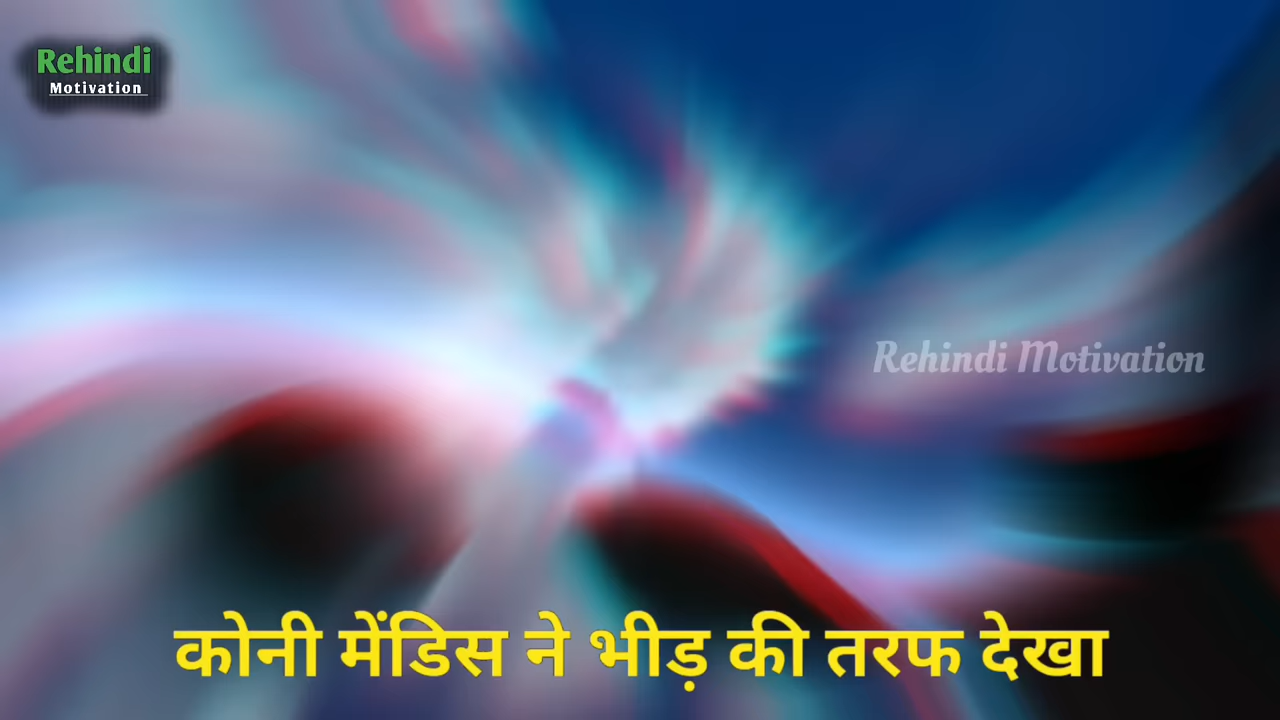 Rehindi
Motivation
Rehindi Motivation
कोनी मेंडिस ने भीड़ की तरफ देखा